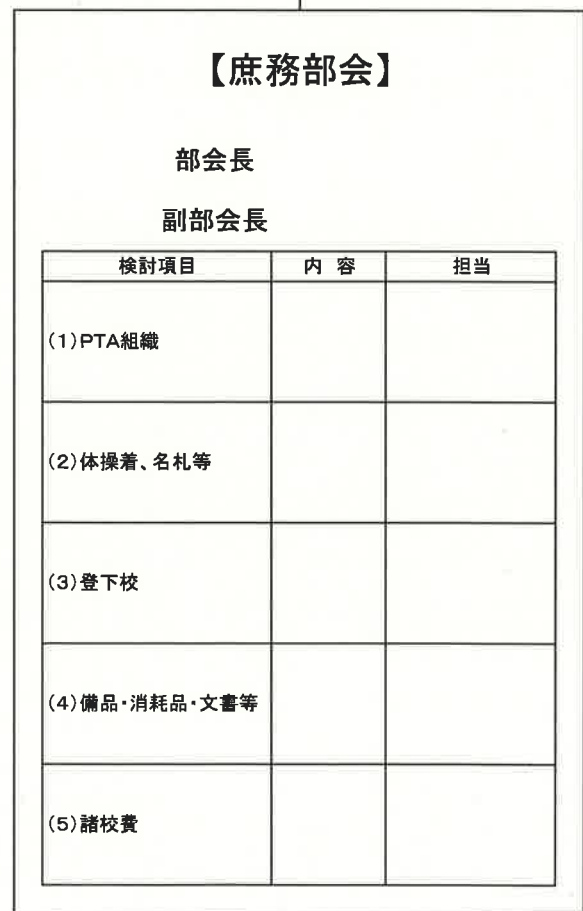 【庶務部会】
部会長
副部会長
検討項目 内 容 担当
(1)PTA組織
(2)体操着、名札等
(3)登下校
(4)備品・消耗品・文書等
(5)諸校費